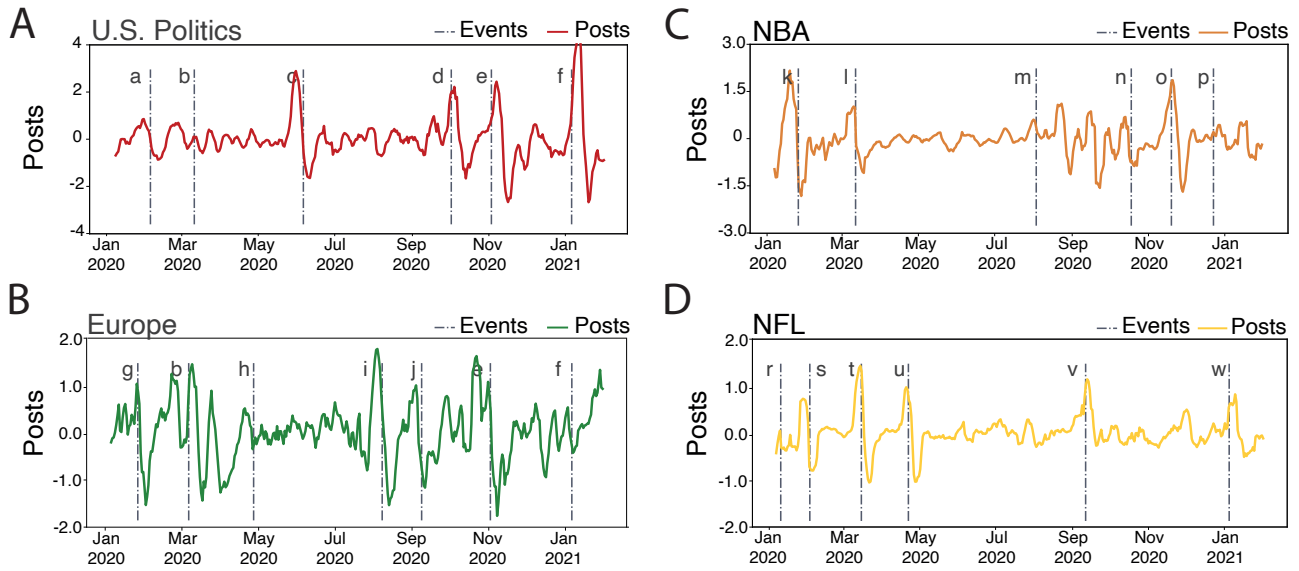 A
U.S. Politics
Events
Posts
Posts
4
2
0
-2
-4
a
b
c
d
e
f
Jan
2020
Mar
2020
May
2020
Jul
2020
Sep
2020
Nov
2020
Jan
2021
B
Europe
Events
Posts
Posts
2.0
1.0
0.0
-1.0
-2.0
g
b
h
i
j
e
f
Jan
2020
Mar
2020
May
2020
Jul
2020
Sep
2020
Nov
2020
Jan
2021
C
NBA
Events
Posts
Posts
3.0
1.5
0
-1.5
-3.0
k
l
m
n
o
p
Jan
2020
Mar
2020
May
2020
Jul
2020
Sep
2020
Nov
2020
Jan
2021
D
NFL
Events
Posts
Posts
2.0
1.0
0.0
-1.0
-2.0
r
s
t
u
v
w
Jan
2020
Mar
2020
May
2020
Jul
2020
Sep
2020
Nov
2020
Jan
2021